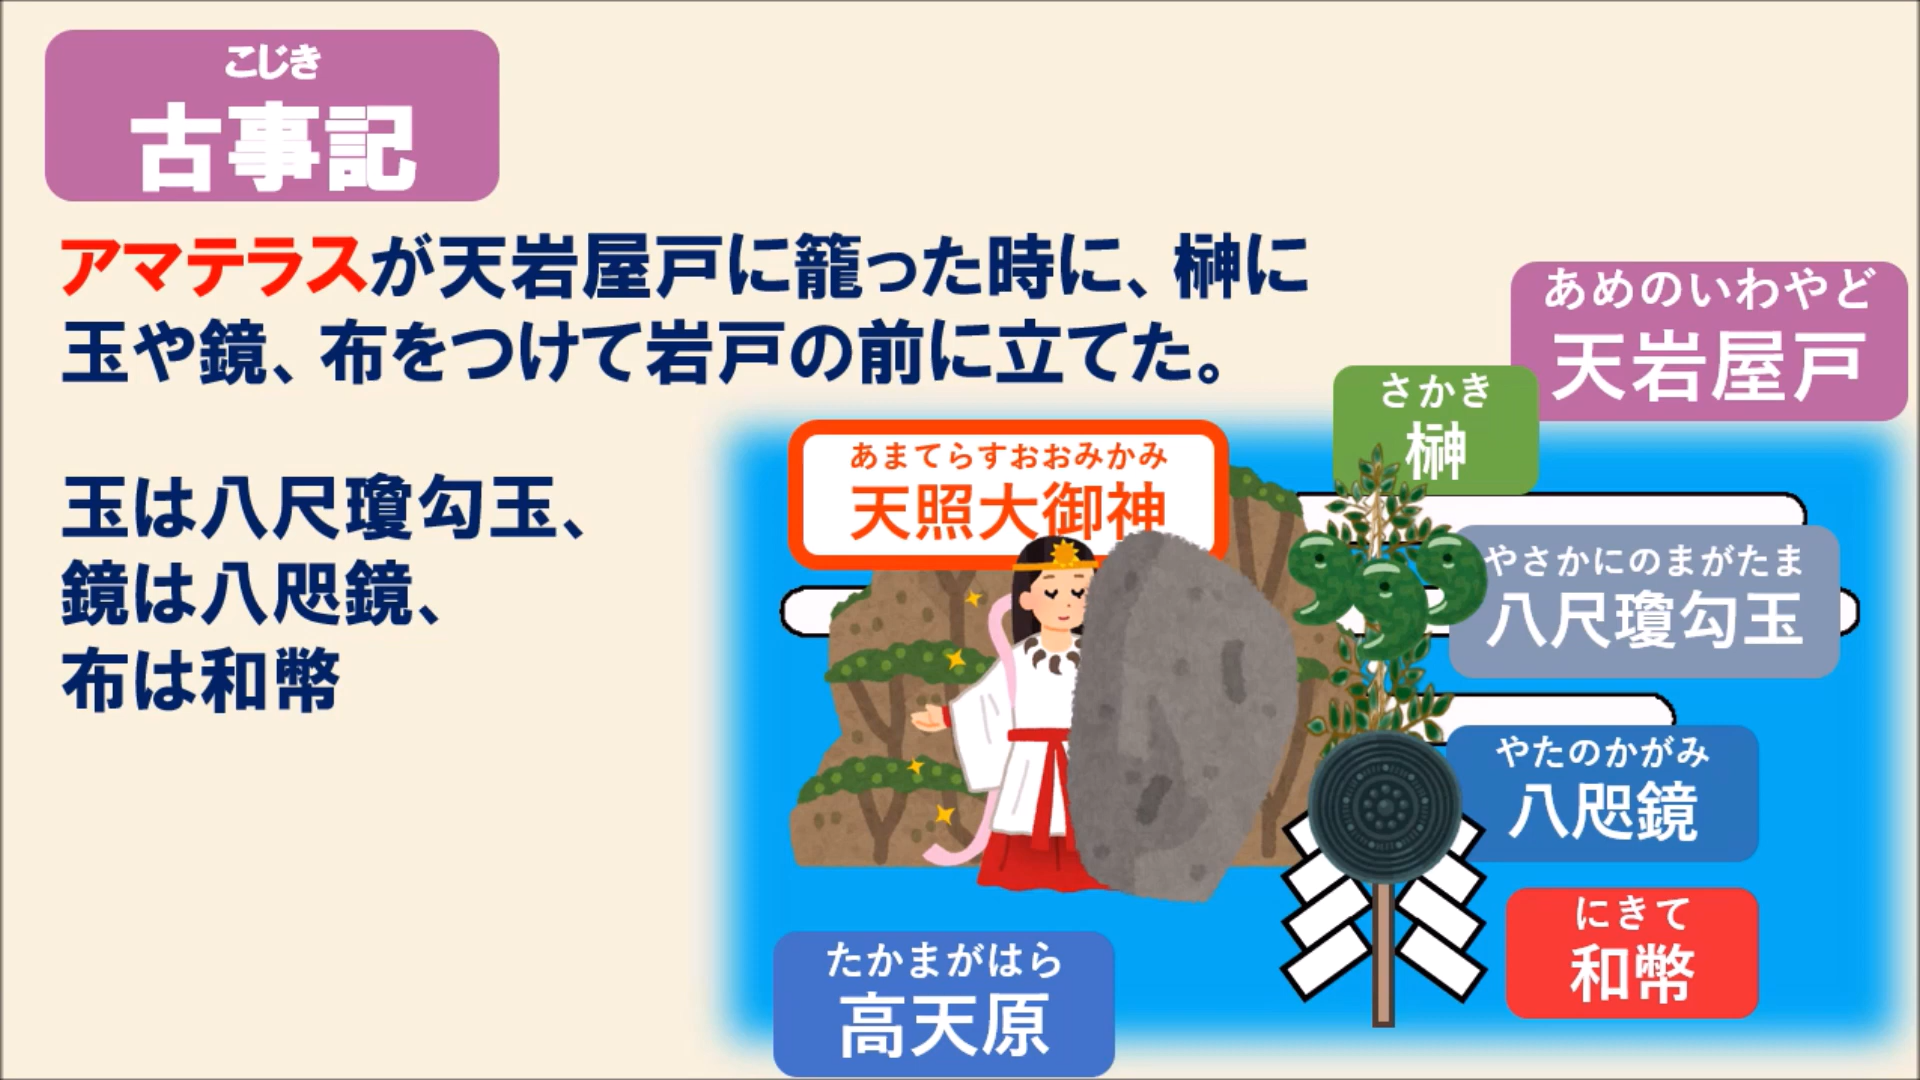 こじき
古事記
アマテラスが天岩屋戸に籠った時に、榊に
玉や鏡、布をつけて岩戸の前に立てた。
玉は八尺瓊勾玉、
鏡は八咫鏡、
布は和幣
あめのいわやど
天岩屋戸
さかき
榊
あまてらすおおみかみ
天照大御神
やさかにのまがたま
八尺瓊勾玉
やたのかがみ
八咫鏡
にきて
和幣
たかまがはら
高天原